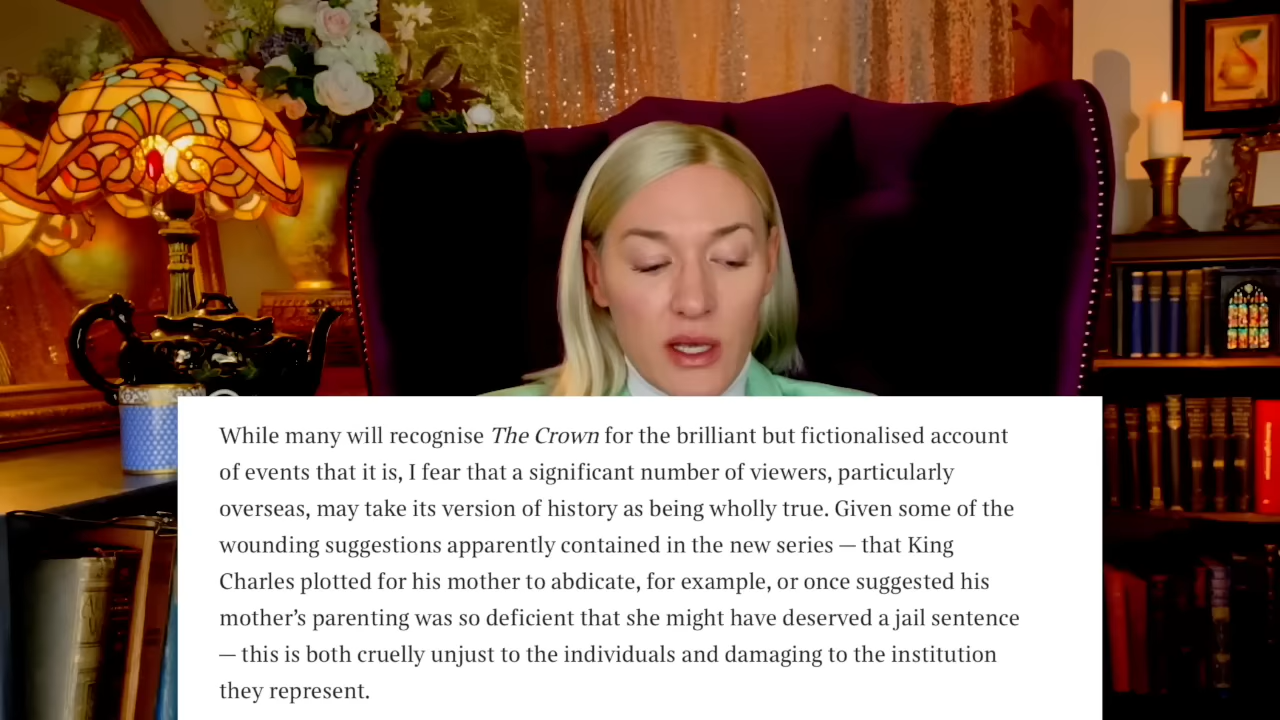 While many will recognise The Crown for the brilliant but fictionalised account
of events that it is, I fear that a significant number of viewers, particularly
overseas, may take its version of history as being wholly true. Given some of the
wounding suggestions apparently contained in the new series — that King
Charles plotted for his mother to abdicate, for example, or once suggested his
mother’s parenting was so deficient that she might have deserved a jail sentence
— this is both cruelly unjust to the individuals and damaging to the institution
they represent.